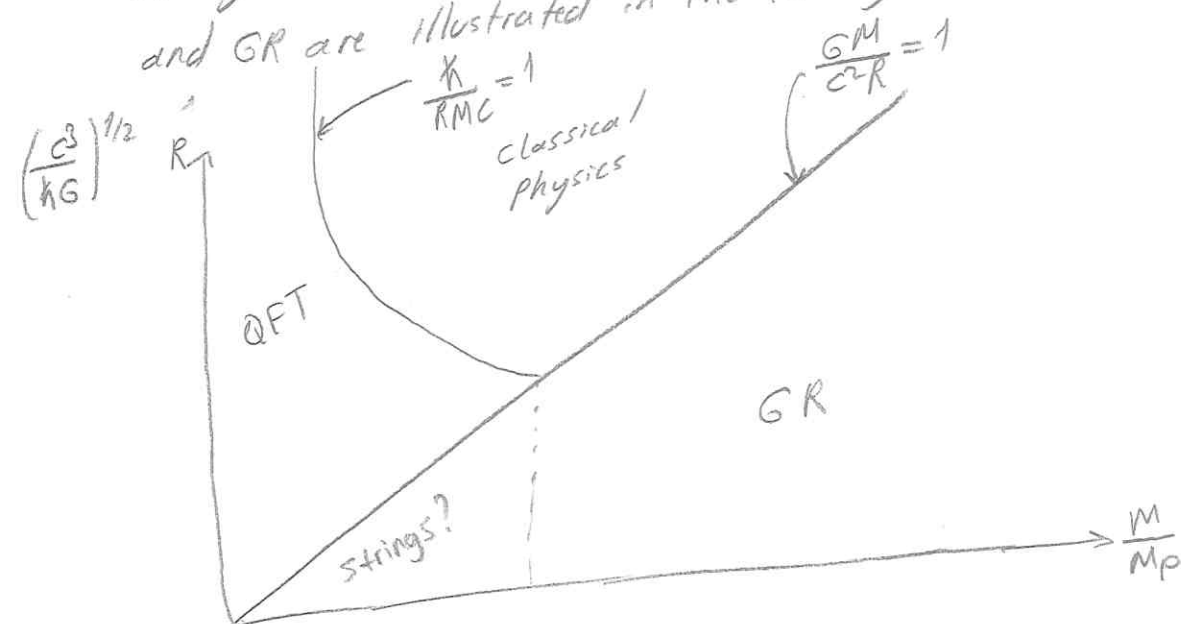 and GR are illustrated in the
ħ/RMC = 1
GM/c²R = 1
(c³/ħG)^1/2 R
Classical
Physics
QFT
GR
strings?
M/Mp